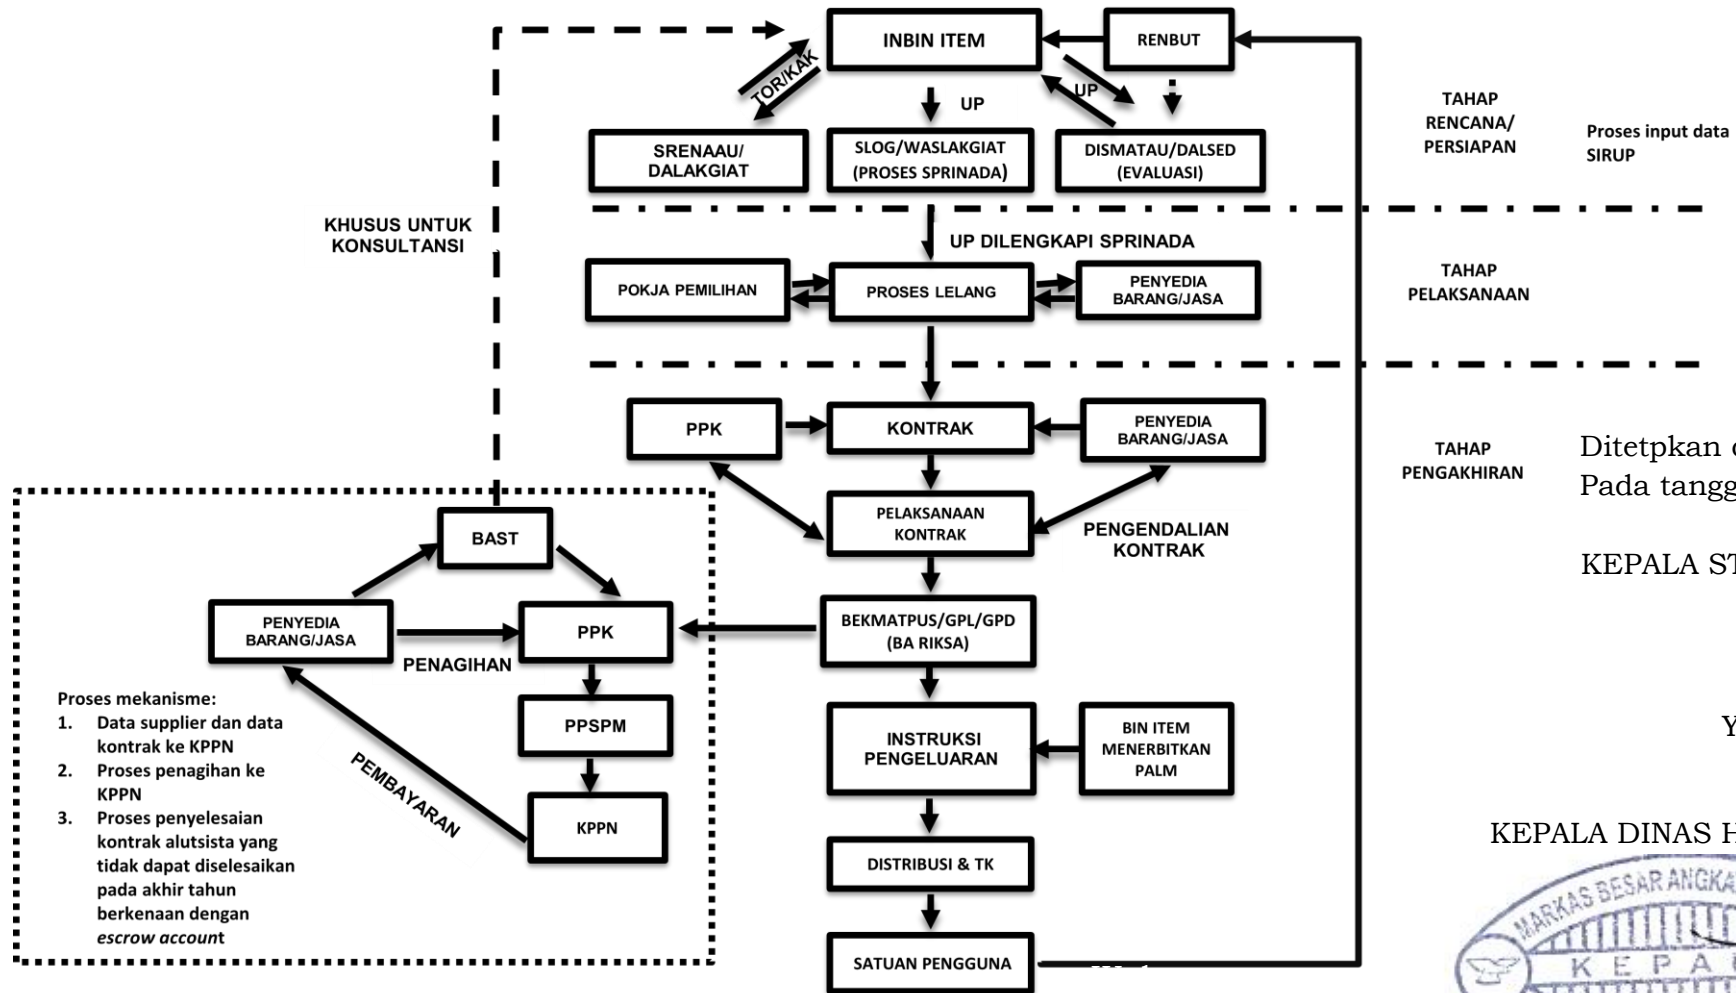 INBIN ITEM
RENBUT
TOR/KAK
UP
UP
SRENAAU/
DALAKGIAT
SLOG/WASLAKGIAT
(PROSES SPRINADA)
DISMATAU/DALSED
(EVALUASI)
TAHAP
RENCANA/
PERSIAPAN
Proses input data
SIRUP
KHUSUS UNTUK
KONSULTANSI
UP DILENGKAPI SPRINADA
POKJA PEMILIHAN
PROSES LELANG
PENYEDIA
BARANG/JASA
TAHAP
PELAKSANAAN
PPK
KONTRAK
PENYEDIA
BARANG/JASA
TAHAP
PENGAKHIRAN
Ditetpkan
Pada tangg
PELAKSANAAN
KONTRAK
PENGENDALIAN
KONTRAK
KEPALA ST
BAST
PENYEDIA
BARANG/JASA
PENAGIHAN
PPK
BEKMATPUS/GPL/GPD
(BA RIKSA)
Proses mekanisme:
1. Data supplier dan data
kontrak ke KPPN
2. Proses penagihan ke
KPPN
3. Proses penyelesaian
kontrak alutsista yang
tidak dapat diselesaikan
pada akhir tahun
berkenaan dengan
escrow account
PPSPM
PEMBAYARAN
KPPN
INSTRUKSI
PENGELUARAN
BIN ITEM
MENERBITKAN
PALM
Y
DISTRIBUSI & TK
KEPALA DINAS H
SATUAN PENGGUNA
MARKAS BESAR ANGKA
KEPA